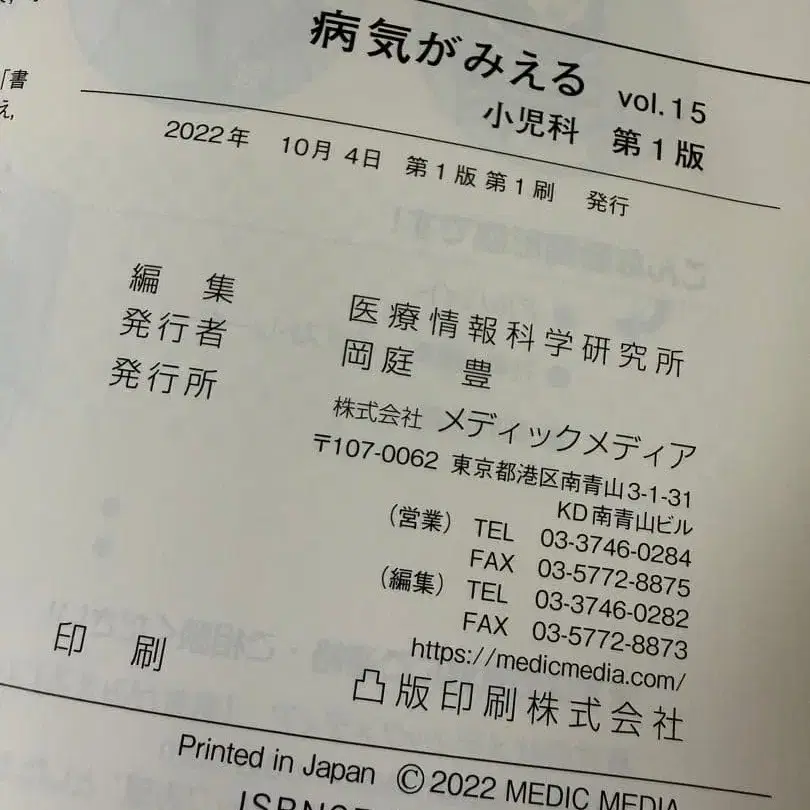 「書
え,
病気がみえる vol.15
小児科 第1版
2022年 10月 4日 第1版 第1刷 発行
編 集 医療情報科学研究所
発行者 岡庭 豊
発行所 株式会社 メディックメディア
〒107-0062 東京都港区南青山3-1-31
KD南青山ビル
(営業) TEL 03-3746-0284
FAX 03-5772-8875
(編集) TEL 03-3746-0282
FAX 03-5772-8873
https://medicmedia.com/
印 刷 凸版印刷株式会社
Printed in Japan ©2022 MEDIC MEDIA